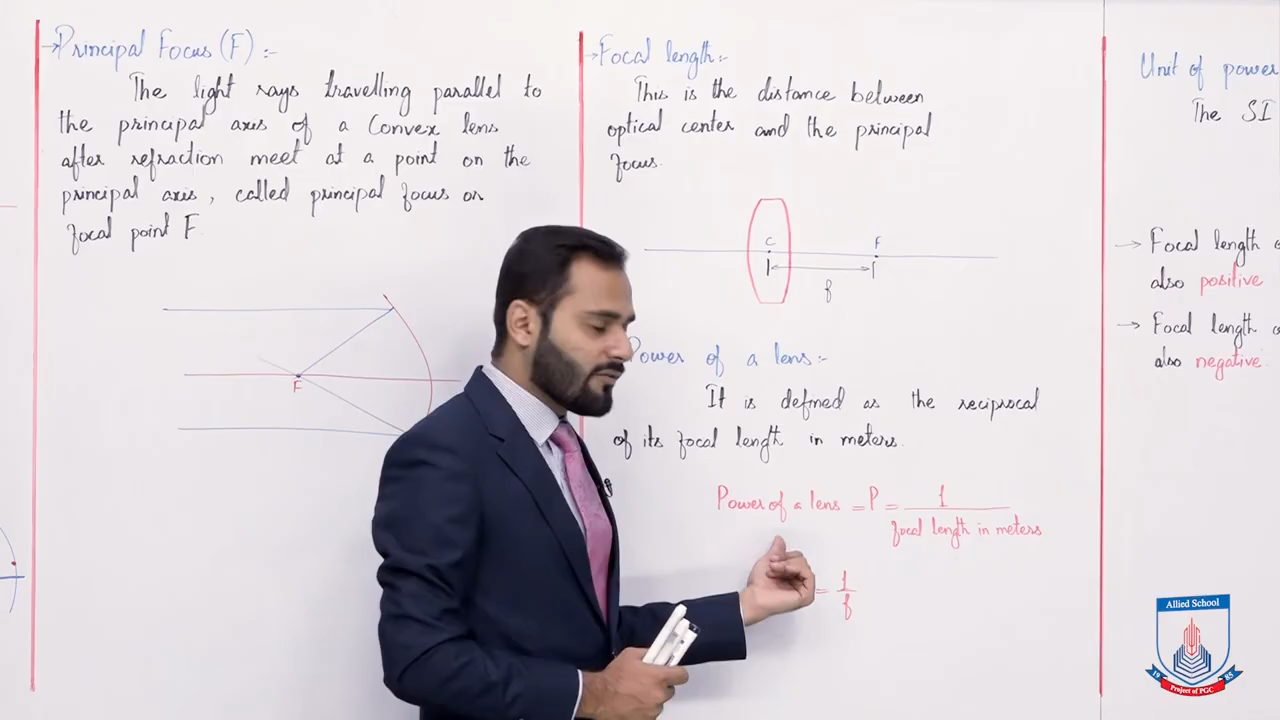 →Principal Focus (F) :-
The light rays travelling parallel to
the principal axis of a Convex lens
after refraction meet at a point on the
principal axis, called principal focus or
focal point F.
F
→Focal length:-
This is the distance between
optical center and the principal
focus.
C F
f
Power of a lens:-
It is defined as the reciprocal
of its focal length in meters.
Power of a lens = P = 1
focal length in meters
= 1
f
Unit of power
The SI
→ Focal length
also positive
→ Focal length
also negative.
Allied School
19 85
Project of PGC